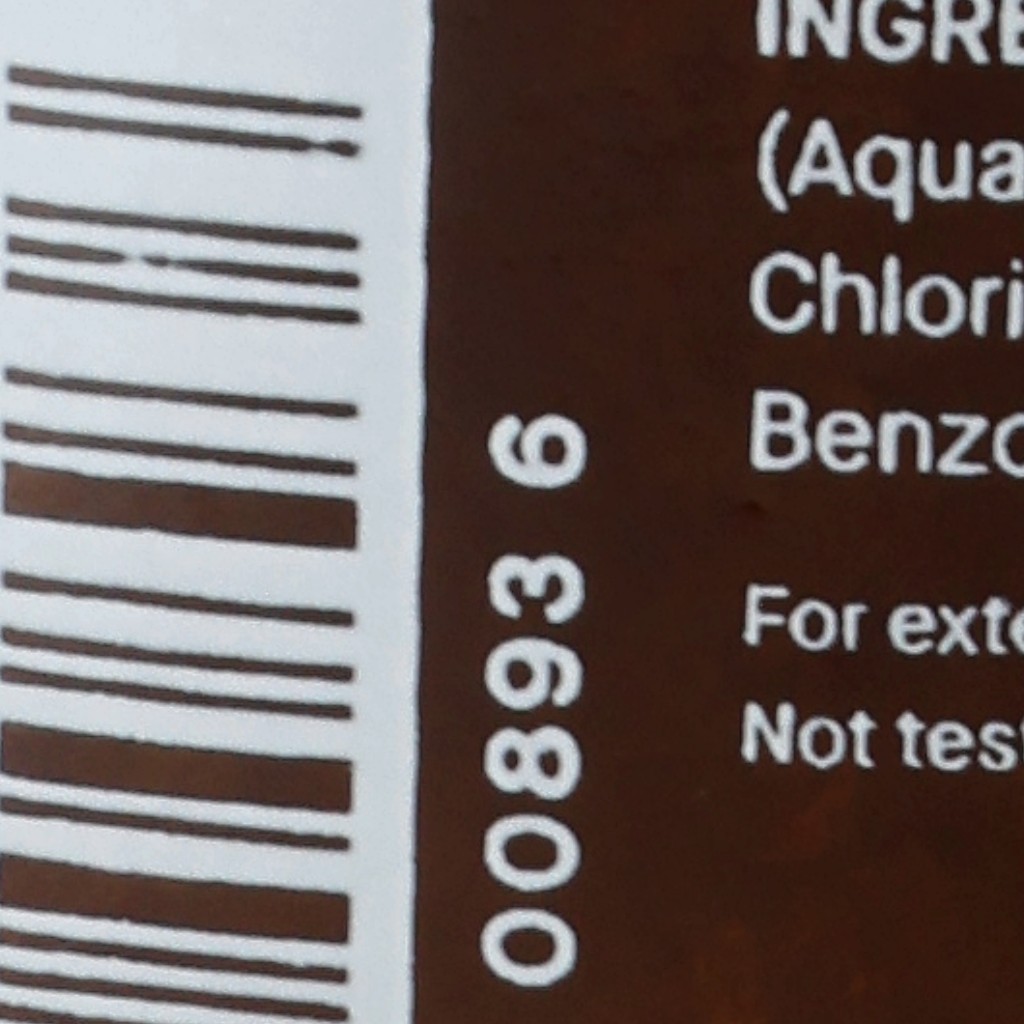 INGRE
(Aqua
Chlori
Benzo
For exte
Not test
00893 6